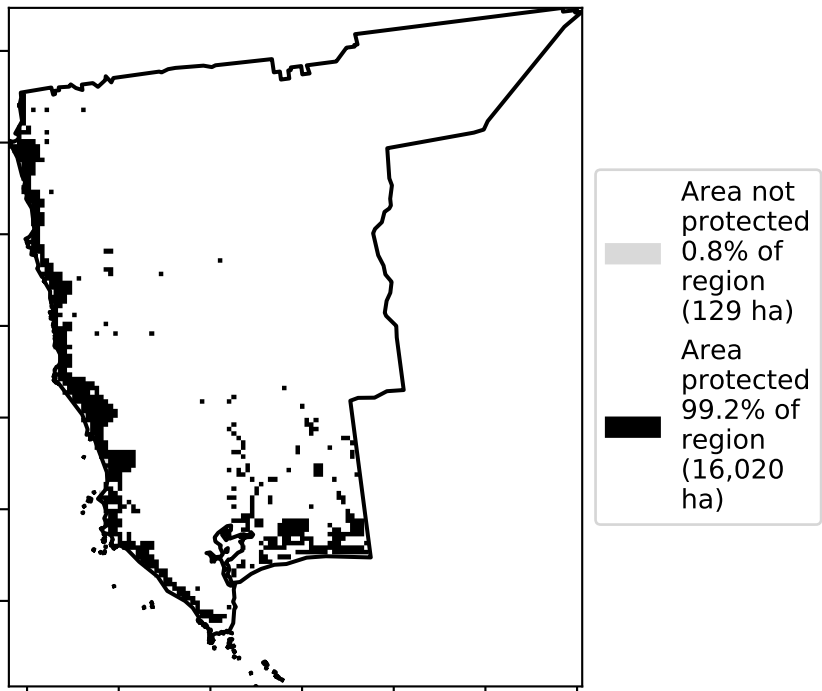 Area not
protected
0.8% of
region
(129 ha)
Area
protected
99.2% of
region
(16,020
ha)